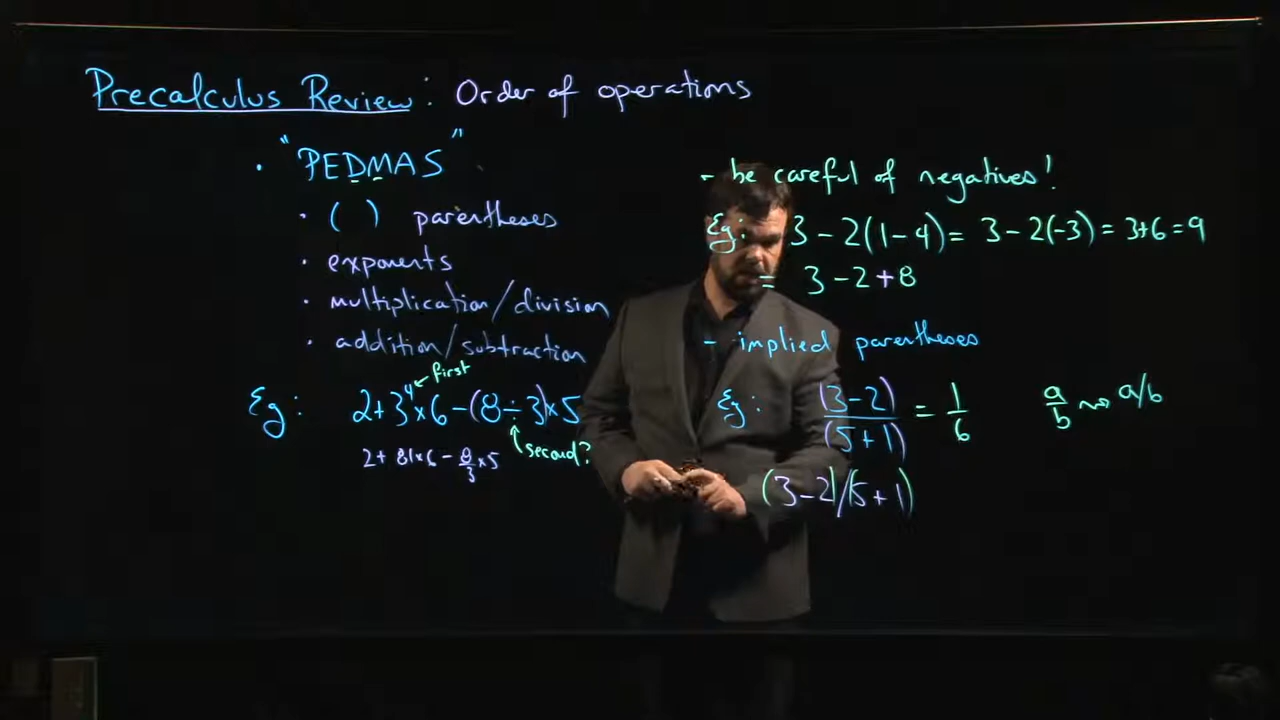 Precalculus Review: Order of operations
• "PEDMAS"
• ( ) parentheses
• exponents
• multiplication/division
• addition/subtraction
Eg: 2+3⁴×6-(8÷3)×5
first
second?
2+81×6-8/3×5
- be careful of negatives!
Eg: 3-2(1-4)= 3-2(-3)= 3+6=9
= 3-2+8
- implied parentheses
Eg: (3-2)/(5+1) = 1/6
a/b ⇝ a/b
(3-2)/(5+1)